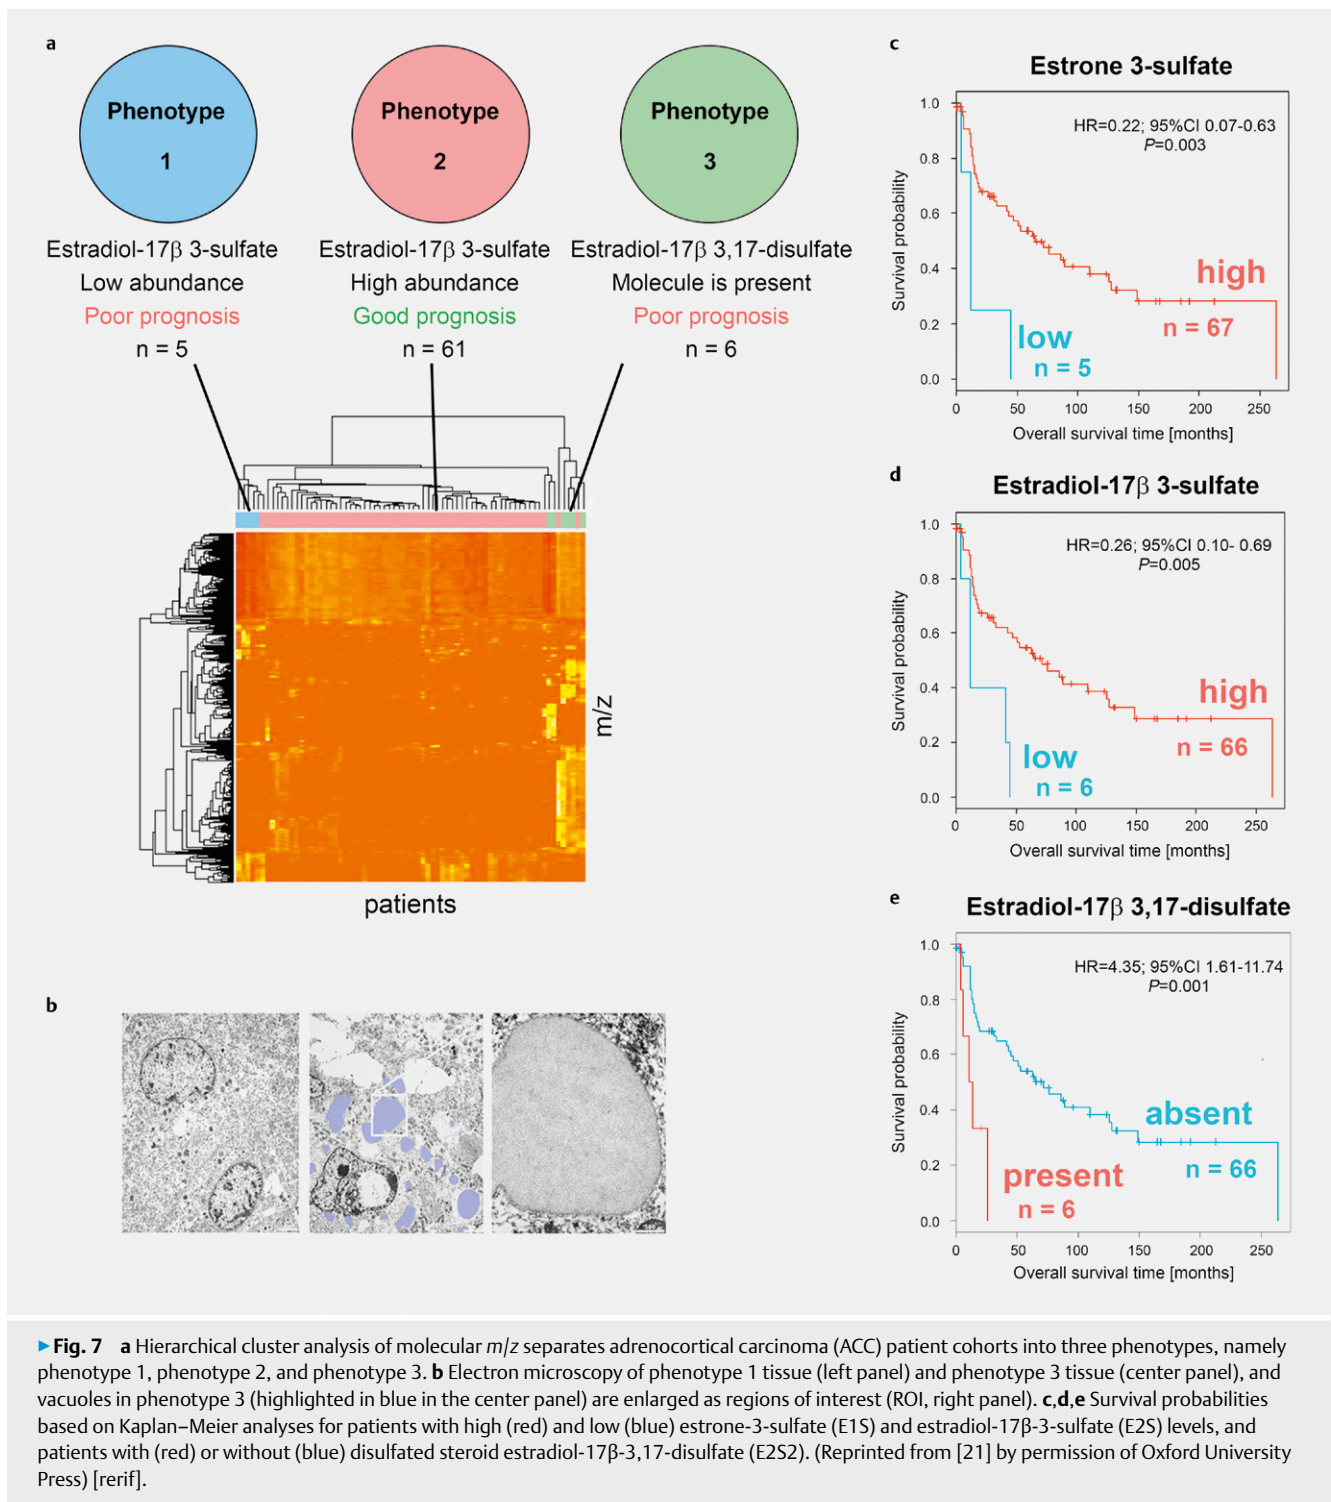 a
Phenotype
1
Phenotype
2
Phenotype
3
Estradiol-17β 3-sulfate
Low abundance
Poor prognosis
n = 5
Estradiol-17β 3-sulfate
High abundance
Good prognosis
n = 61
Estradiol-17β 3,17-disulfate
Molecule is present
Poor prognosis
n = 6
m/z
patients
b
c
Estrone 3-sulfate
HR=0.22; 95%CI 0.07-0.63
P=0.003
Survival probability
1.0
0.8
0.6
0.4
0.2
0.0
high
n = 67
low
n = 5
0 50 100 150 200 250
Overall survival time [months]
d
Estradiol-17β 3-sulfate
HR=0.26; 95%CI 0.10- 0.69
P=0.005
Survival probability
1.0
0.8
0.6
0.4
0.2
0.0
high
n = 66
low
n = 6
0 50 100 150 200 250
Overall survival time [months]
e
Estradiol-17β 3,17-disulfate
HR=4.35; 95%CI 1.61-11.74
P=0.001
Survival probability
1.0
0.8
0.6
0.4
0.2
0.0
absent
n = 66
present
n = 6
0 50 100 150 200 250
Overall survival time [months]
▶Fig. 7 a Hierarchical cluster analysis of molecular m/z separates adrenocortical carcinoma (ACC) patient cohorts into three phenotypes, namely
phenotype 1, phenotype 2, and phenotype 3. b Electron microscopy of phenotype 1 tissue (left panel) and phenotype 3 tissue (center panel), and
vacuoles in phenotype 3 (highlighted in blue in the center panel) are enlarged as regions of interest (ROI, right panel). c,d,e Survival probabilities
based on Kaplan–Meier analyses for patients with high (red) and low (blue) estrone-3-sulfate (E1S) and estradiol-17β-3-sulfate (E2S) levels, and
patients with (red) or without (blue) disulfated steroid estradiol-17β-3,17-disulfate (E2S2). (Reprinted from [21] by permission of Oxford University
Press) [rerif].